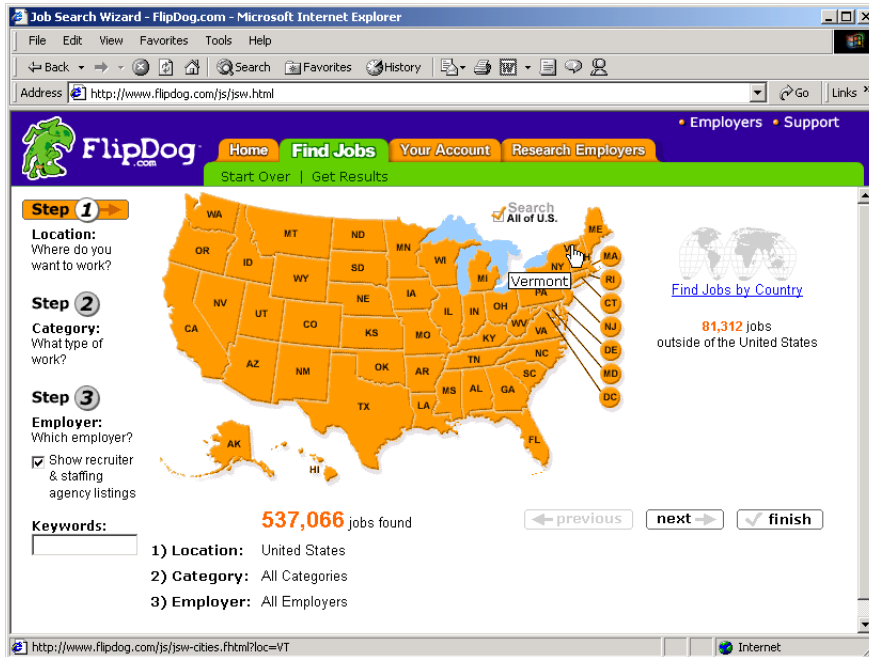 Job Search Wizard - FlipDog.com - Microsoft Internet Explorer
File Edit View Favorites Tools Help
Back Search Favorites History
Address http://www.flipdog.com/js/jsw.html Go Links »
Employers • Support
FlipDog.com Home Find Jobs Your Account Research Employers
Start Over | Get Results
Step 1
Location:
Where do you
want to work?
Step 2
Category:
What type of
work?
Step 3
Employer:
Which employer?
Show recruiter
& staffing
agency listings
Keywords:
Search
All of U.S.
WA
MT
ND
MN
ME
OR
ID
WY
SD
WI
MI
NY
MA
Vermont
RI
NV
UT
CO
NE
IA
IL
IN
OH
PA
CT
CA
KS
MO
KY
WV
VA
NJ
AZ
NM
OK
AR
TN
NC
DE
TX
LA
MS
AL
GA
SC
MD
DC
FL
AK
HI
Find Jobs by Country
81,312 jobs
outside of the United States
537,066 jobs found
previous next finish
1) Location: United States
2) Category: All Categories
3) Employer: All Employers
http://www.flipdog.com/js/jsw-cities.fhtml?loc=VT Internet